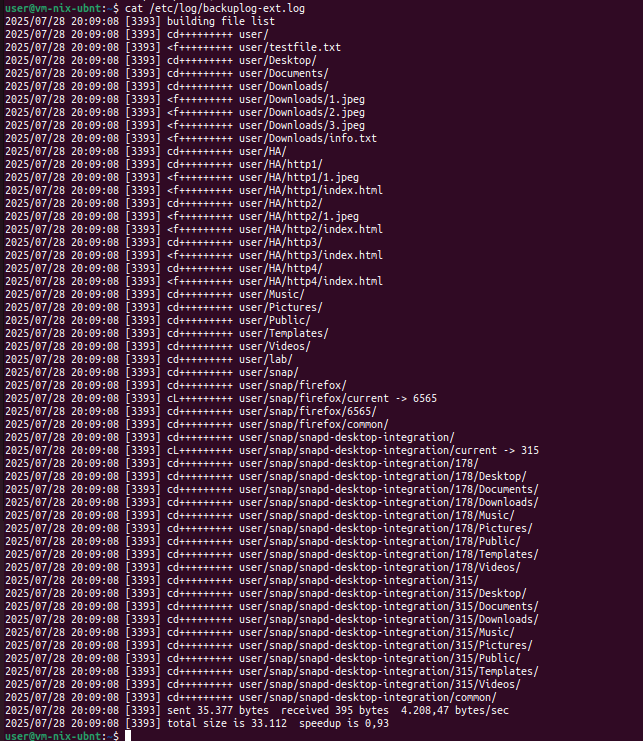 user@vm-nix-ubnt:~$ cat /etc/log/backuplog-ext.log
2025/07/28 20:09:08 [3393] building file list
2025/07/28 20:09:08 [3393] cd+++++++++ user/
2025/07/28 20:09:08 [3393] <f+++++++++ user/testfile.txt
2025/07/28 20:09:08 [3393] cd+++++++++ user/Desktop/
2025/07/28 20:09:08 [3393] cd+++++++++ user/Documents/
2025/07/28 20:09:08 [3393] cd+++++++++ user/Downloads/
2025/07/28 20:09:08 [3393] <f+++++++++ user/Downloads/1.jpeg
2025/07/28 20:09:08 [3393] <f+++++++++ user/Downloads/2.jpeg
2025/07/28 20:09:08 [3393] <f+++++++++ user/Downloads/3.jpeg
2025/07/28 20:09:08 [3393] <f+++++++++ user/Downloads/info.txt
2025/07/28 20:09:08 [3393] cd+++++++++ user/HA/
2025/07/28 20:09:08 [3393] cd+++++++++ user/HA/http1/
2025/07/28 20:09:08 [3393] <f+++++++++ user/HA/http1/1.jpeg
2025/07/28 20:09:08 [3393] <f+++++++++ user/HA/http1/index.html
2025/07/28 20:09:08 [3393] cd+++++++++ user/HA/http2/
2025/07/28 20:09:08 [3393] <f+++++++++ user/HA/http2/1.jpeg
2025/07/28 20:09:08 [3393] <f+++++++++ user/HA/http2/index.html
2025/07/28 20:09:08 [3393] cd+++++++++ user/HA/http3/
2025/07/28 20:09:08 [3393] <f+++++++++ user/HA/http3/index.html
2025/07/28 20:09:08 [3393] cd+++++++++ user/HA/http4/
2025/07/28 20:09:08 [3393] <f+++++++++ user/HA/http4/index.html
2025/07/28 20:09:08 [3393] cd+++++++++ user/Music/
2025/07/28 20:09:08 [3393] cd+++++++++ user/Pictures/
2025/07/28 20:09:08 [3393] cd+++++++++ user/Public/
2025/07/28 20:09:08 [3393] cd+++++++++ user/Templates/
2025/07/28 20:09:08 [3393] cd+++++++++ user/Videos/
2025/07/28 20:09:08 [3393] cd+++++++++ user/lab/
2025/07/28 20:09:08 [3393] cd+++++++++ user/snap/
2025/07/28 20:09:08 [3393] cd+++++++++ user/snap/firefox/
2025/07/28 20:09:08 [3393] cL+++++++++ user/snap/firefox/current -> 6565
2025/07/28 20:09:08 [3393] cd+++++++++ user/snap/firefox/6565/
2025/07/28 20:09:08 [3393] cd+++++++++ user/snap/firefox/common/
2025/07/28 20:09:08 [3393] cd+++++++++ user/snap/snapd-desktop-integration/
2025/07/28 20:09:08 [3393] cL+++++++++ user/snap/snapd-desktop-integration/current -> 315
2025/07/28 20:09:08 [3393] cd+++++++++ user/snap/snapd-desktop-integration/178/
2025/07/28 20:09:08 [3393] cd+++++++++ user/snap/snapd-desktop-integration/178/Desktop/
2025/07/28 20:09:08 [3393] cd+++++++++ user/snap/snapd-desktop-integration/178/Documents/
2025/07/28 20:09:08 [3393] cd+++++++++ user/snap/snapd-desktop-integration/178/Downloads/
2025/07/28 20:09:08 [3393] cd+++++++++ user/snap/snapd-desktop-integration/178/Music/
2025/07/28 20:09:08 [3393] cd+++++++++ user/snap/snapd-desktop-integration/178/Pictures/
2025/07/28 20:09:08 [3393] cd+++++++++ user/snap/snapd-desktop-integration/178/Public/
2025/07/28 20:09:08 [3393] cd+++++++++ user/snap/snapd-desktop-integration/178/Templates/
2025/07/28 20:09:08 [3393] cd+++++++++ user/snap/snapd-desktop-integration/178/Videos/
2025/07/28 20:09:08 [3393] cd+++++++++ user/snap/snapd-desktop-integration/315/
2025/07/28 20:09:08 [3393] cd+++++++++ user/snap/snapd-desktop-integration/315/Desktop/
2025/07/28 20:09:08 [3393] cd+++++++++ user/snap/snapd-desktop-integration/315/Documents/
2025/07/28 20:09:08 [3393] cd+++++++++ user/snap/snapd-desktop-integration/315/Downloads/
2025/07/28 20:09:08 [3393] cd+++++++++ user/snap/snapd-desktop-integration/315/Music/
2025/07/28 20:09:08 [3393] cd+++++++++ user/snap/snapd-desktop-integration/315/Pictures/
2025/07/28 20:09:08 [3393] cd+++++++++ user/snap/snapd-desktop-integration/315/Public/
2025/07/28 20:09:08 [3393] cd+++++++++ user/snap/snapd-desktop-integration/315/Templates/
2025/07/28 20:09:08 [3393] cd+++++++++ user/snap/snapd-desktop-integration/315/Videos/
2025/07/28 20:09:08 [3393] cd+++++++++ user/snap/snapd-desktop-integration/common/
2025/07/28 20:09:08 [3393] sent 35.377 bytes  received 395 bytes  4.208,47 bytes/sec
2025/07/28 20:09:08 [3393] total size is 33.112  speedup is 0,93
user@vm-nix-ubnt:~$